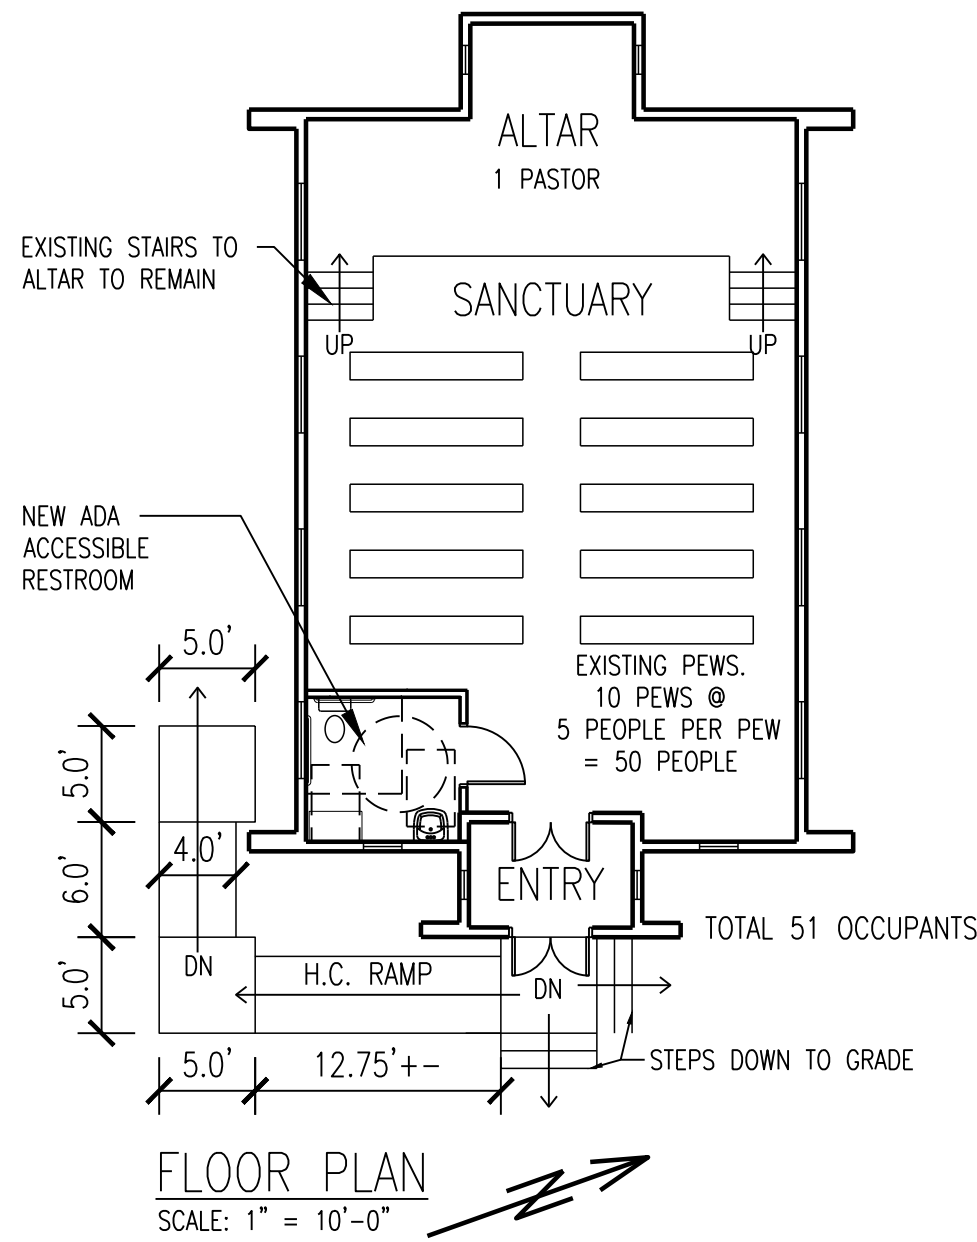 ALTAR
1 PASTOR
EXISTING STAIRS TO
ALTAR TO REMAIN
SANCTUARY
UP
UP
NEW ADA
ACCESSIBLE
RESTROOM
5.0'
EXISTING PEWS.
10 PEWS @
5 PEOPLE PER PEW
= 50 PEOPLE
5.0'
4.0'
6.0'
ENTRY
TOTAL 51 OCCUPANTS
5.0'
DN
H.C. RAMP
DN
5.0'
12.75'+-
STEPS DOWN TO GRADE
FLOOR PLAN
SCALE: 1" = 10'-0"
N